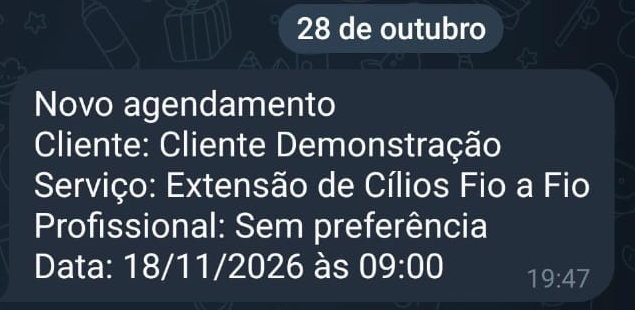 28 de outubro
Novo agendamento
Cliente: Cliente Demonstração
Serviço: Extensão de Cílios Fio a Fio
Profissional: Sem preferência
Data: 18/11/2026 às 09:00
19:47